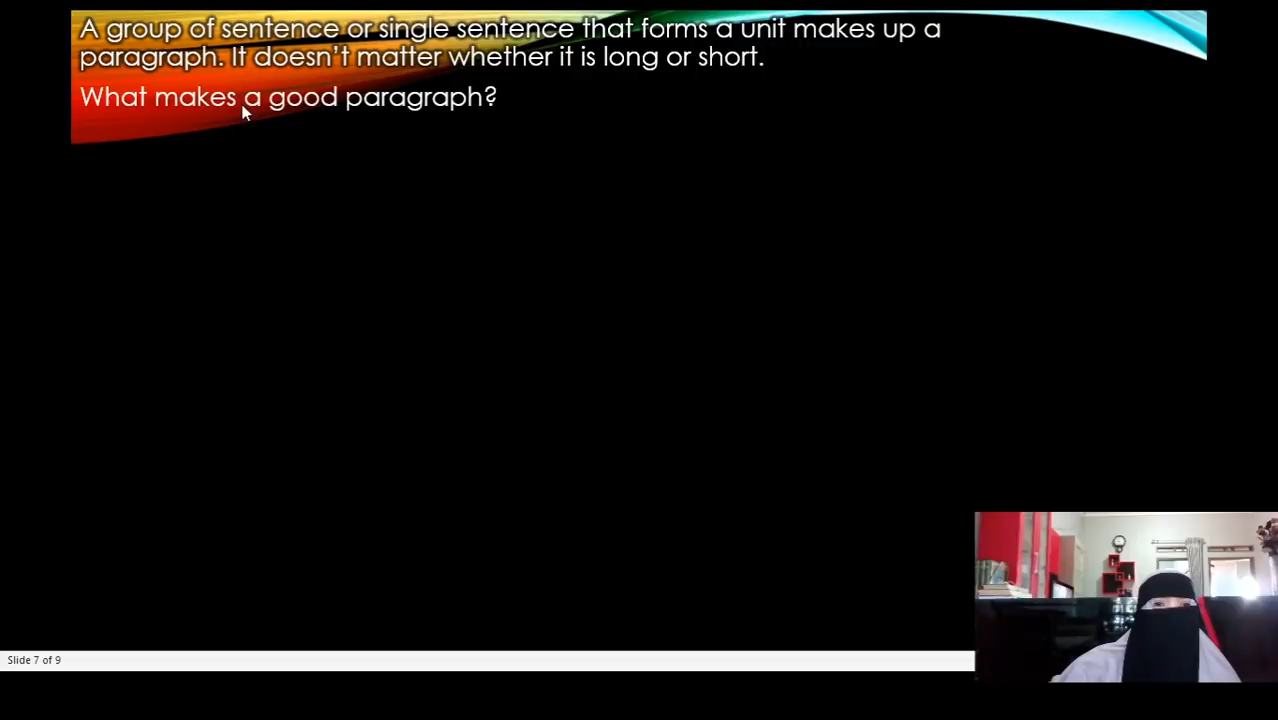 A group of sentence or single sentence that forms a unit makes up a
paragraph. It doesn't matter whether it is long or short.
What makes a good paragraph?
Slide 7 of 9